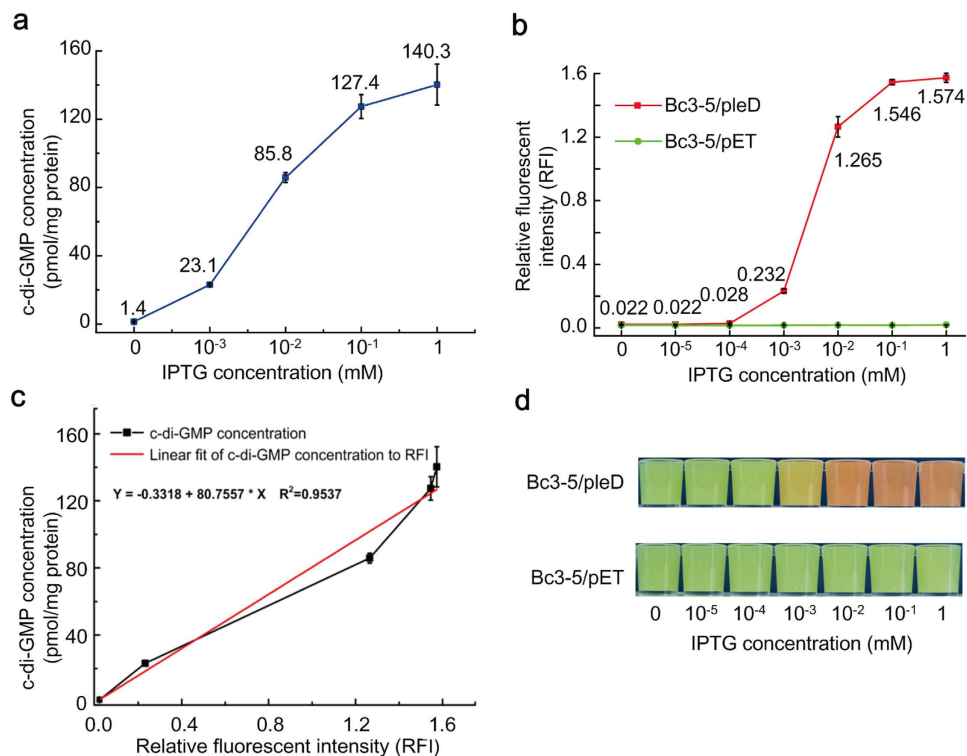 a
160
120
80
40
0
c-di-GMP concentration
(pmol/mg protein)
1.4
23.1
85.8
127.4
140.3
0 10⁻³ 10⁻² 10⁻¹ 1
IPTG concentration (mM)
b
1.6
1.2
0.8
0.4
0.0
Relative fluorescent
intensity (RFI)
Bc3-5/pleD
Bc3-5/pET
0.022 0.022 0.028 0.232 1.265 1.546 1.574
0 10⁻⁵ 10⁻⁴ 10⁻³ 10⁻² 10⁻¹ 1
IPTG concentration (mM)
c
160
120
80
40
0
c-di-GMP concentration
(pmol/mg protein)
c-di-GMP concentration
Linear fit of c-di-GMP concentration to RFI
Y = -0.3318 + 80.7557 * X R²=0.9537
0.0 0.4 0.8 1.2 1.6
Relative fluorescent intensity (RFI)
d
Bc3-5/pleD
Bc3-5/pET
0 10⁻⁵ 10⁻⁴ 10⁻³ 10⁻² 10⁻¹ 1
IPTG concentration (mM)